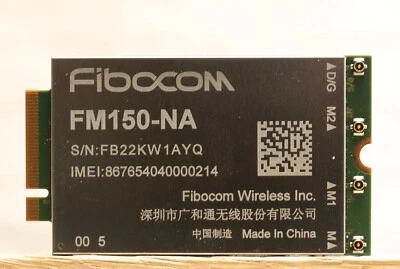 Fibocom
FM150-NA
S/N:FB22KW1AYQ
IMEI:867654040000214
Fibocom Wireless Inc.
深圳市广和通无线股份有限公司
中国制造 Made In China
00 5
D/G
M2
M1
M